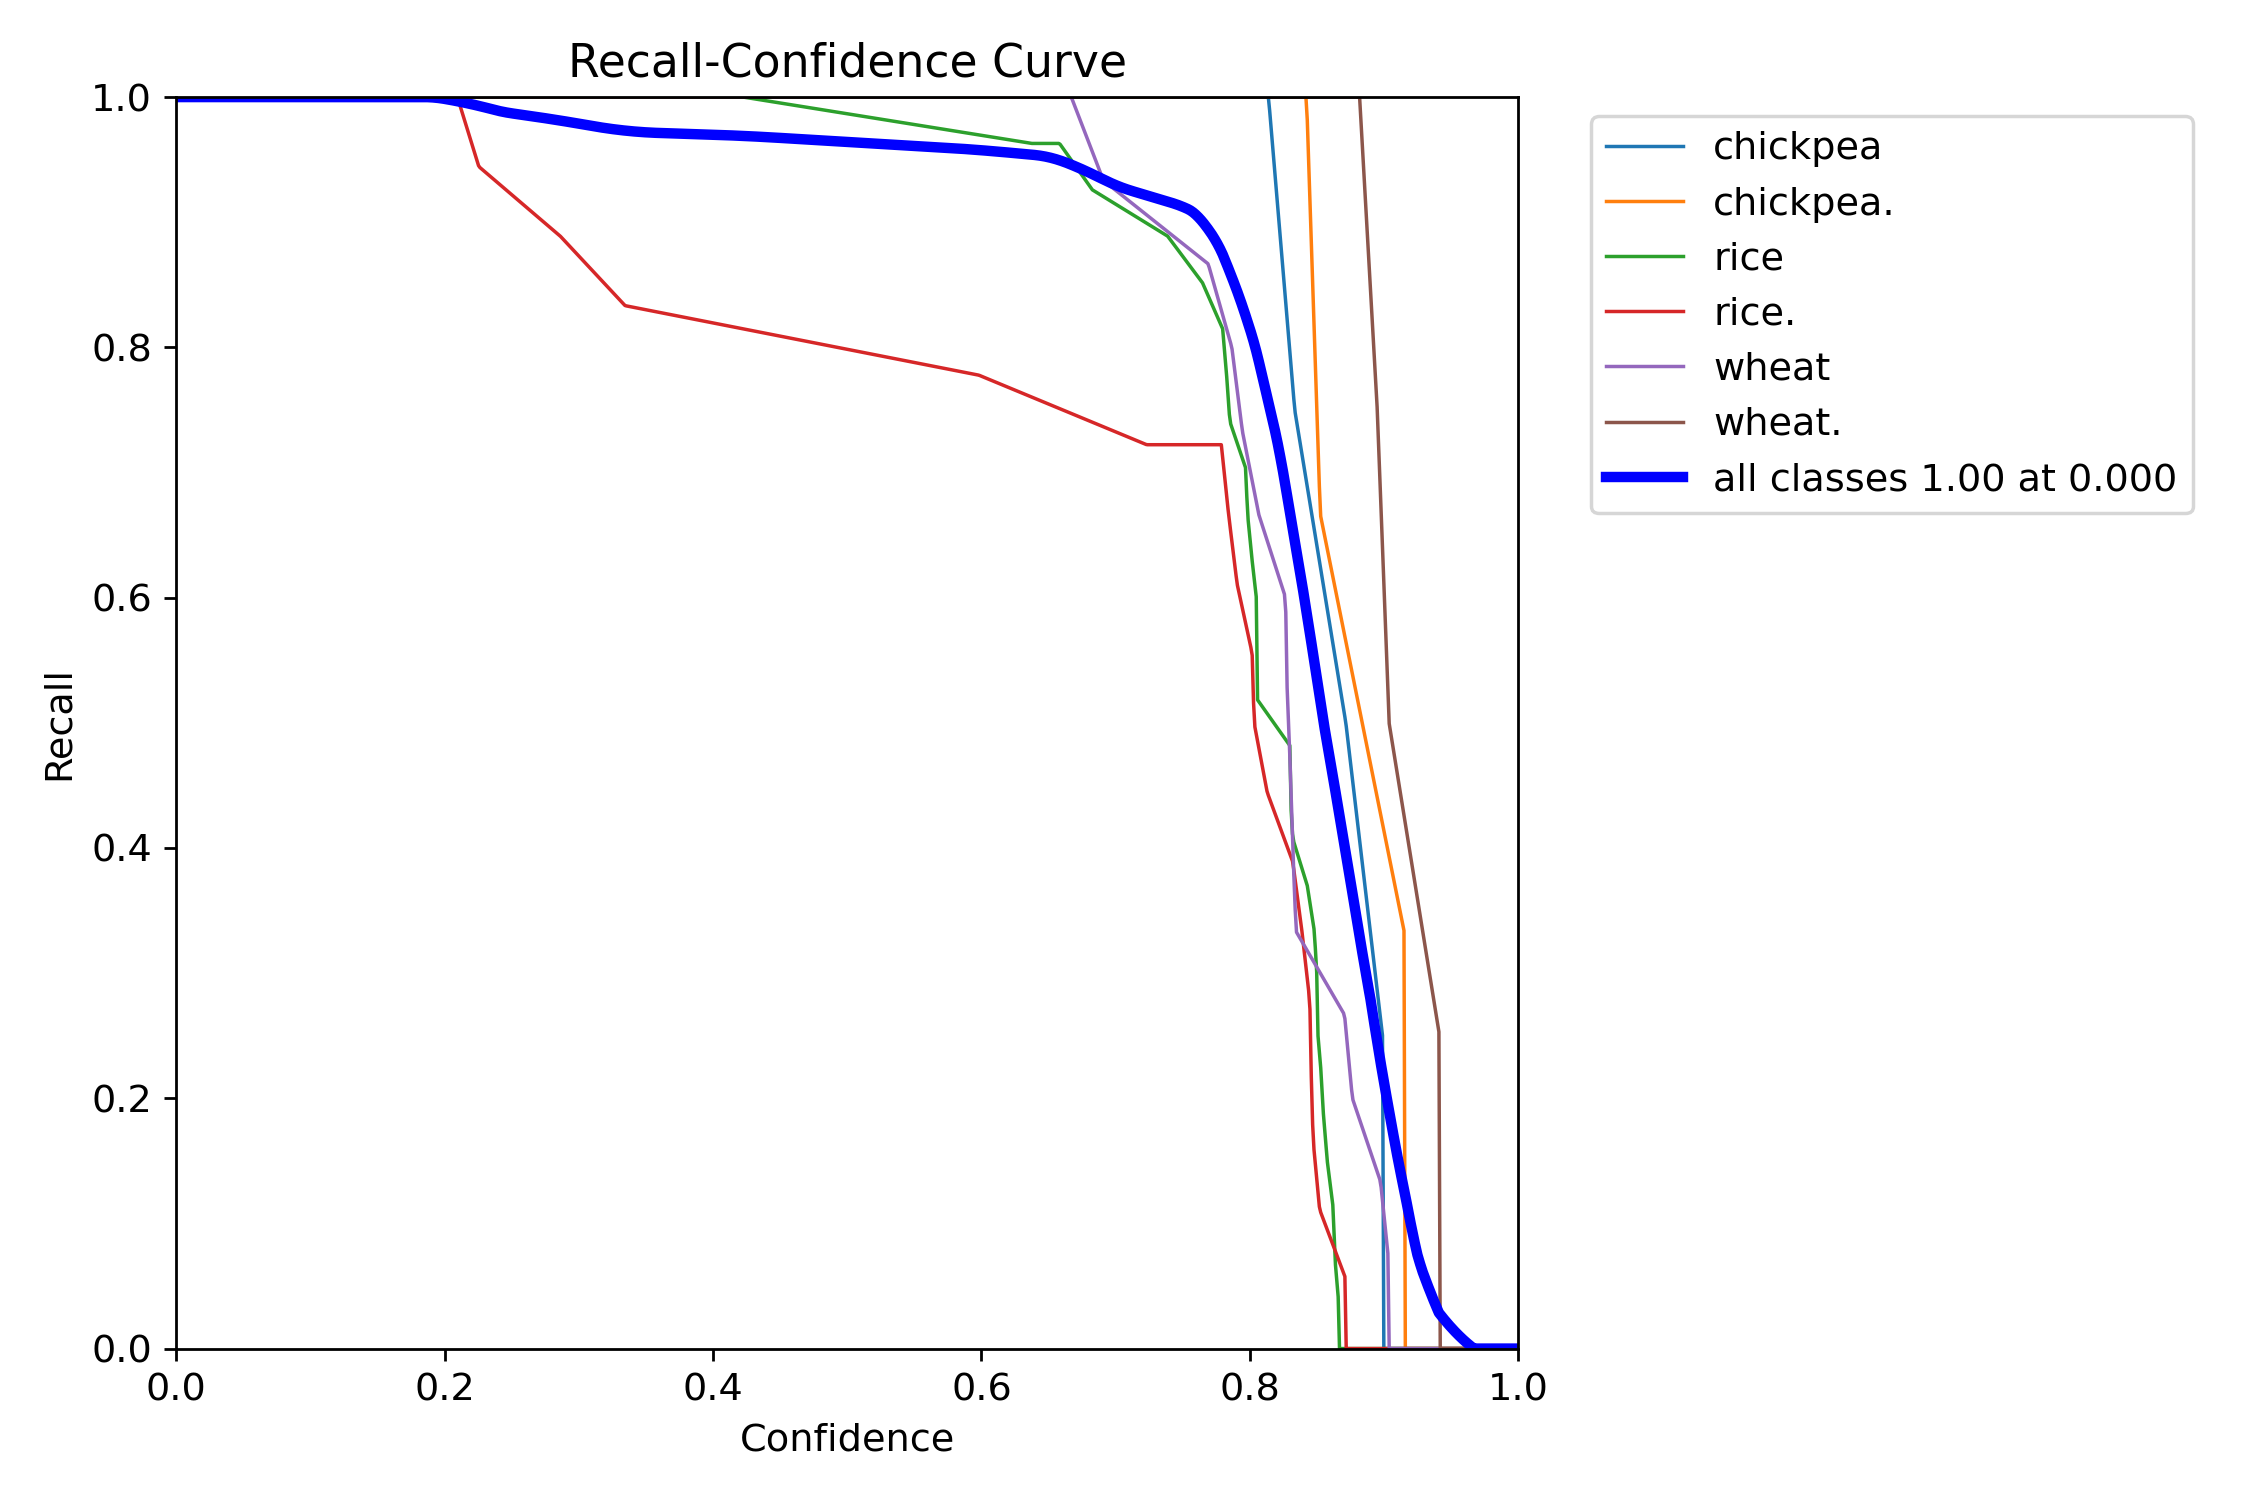 Recall-Confidence Curve
1.0
0.8
0.6
0.4
0.2
0.0
Recall
0.0 0.2 0.4 0.6 0.8 1.0
Confidence
chickpea
chickpea.
rice
rice.
wheat
wheat.
all classes 1.00 at 0.000